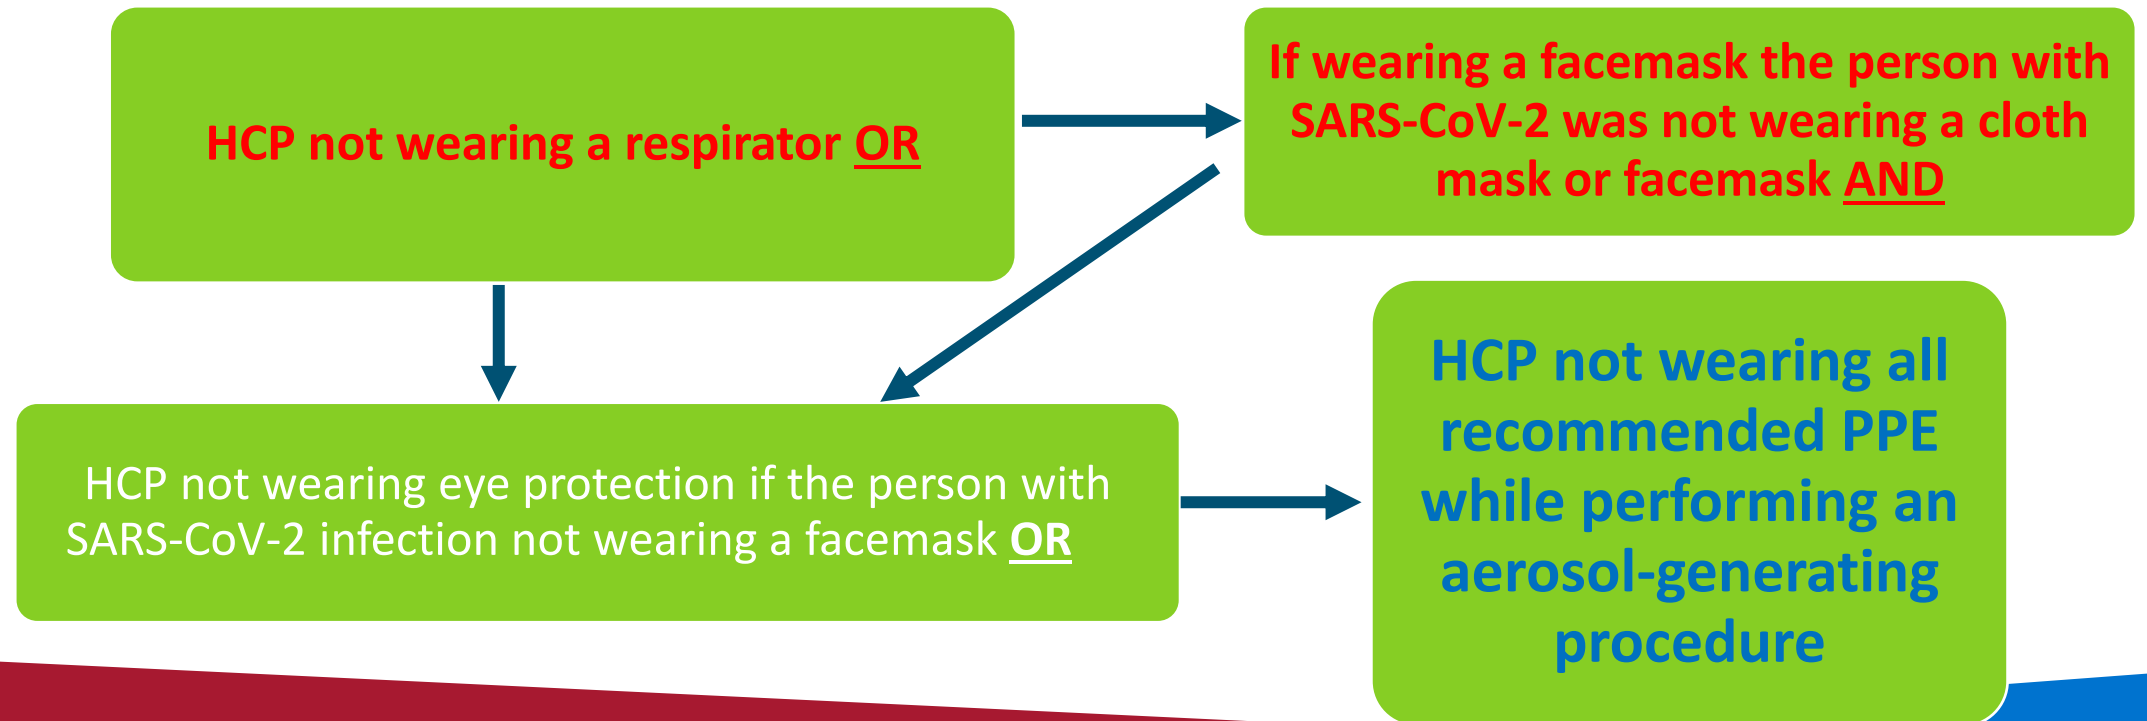 HCP not wearing a respirator OR
If wearing a facemask the person with
SARS-CoV-2 was not wearing a cloth
mask or facemask AND
HCP not wearing eye protection if the person with
SARS-CoV-2 infection not wearing a facemask OR
HCP not wearing all
recommended PPE
while performing an
aerosol-generating
procedure